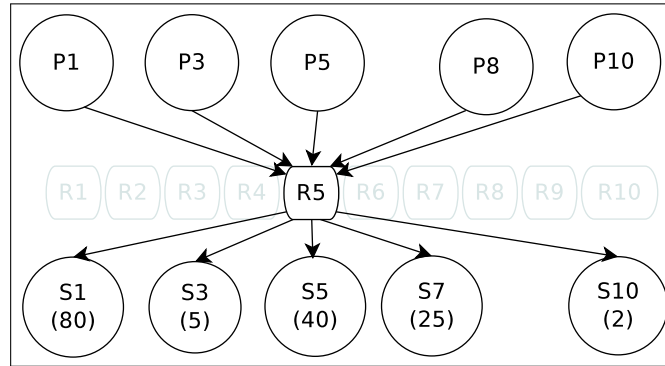 P1
P3
P5
P8
P10
R1
R2
R3
R4
R5
R6
R7
R8
R9
R10
S1
(80)
S3
(5)
S5
(40)
S7
(25)
S10
(2)